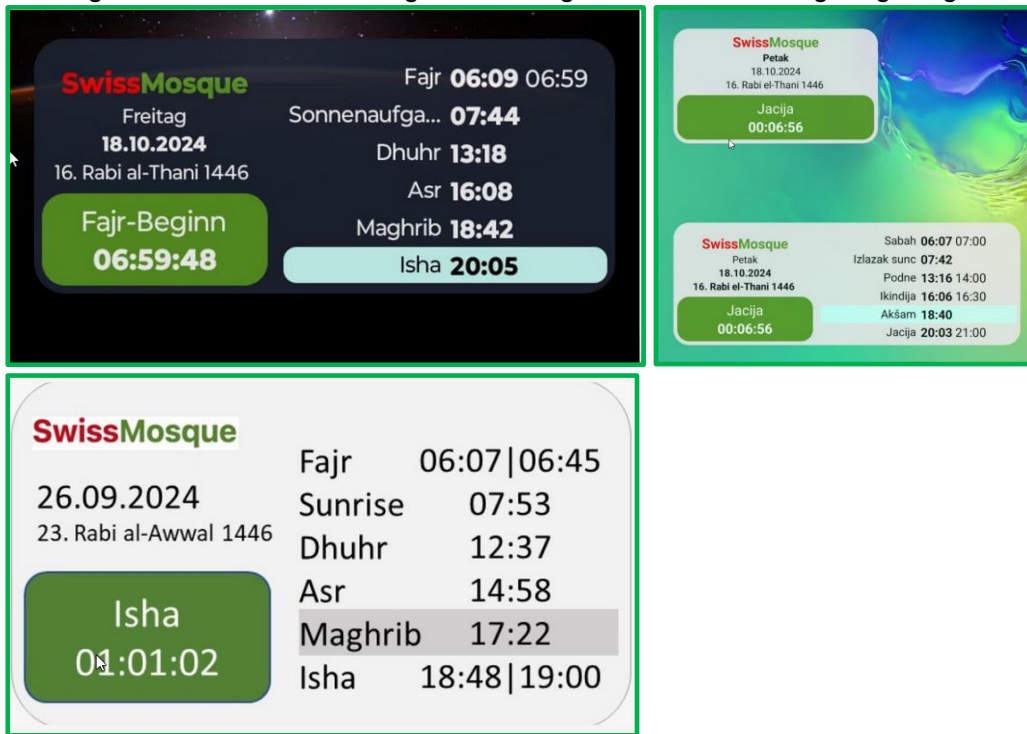 SwissMosque
Freitag
18.10.2024
16. Rabi al-Thani 1446
Fajr-Beginn
06:59:48
Fajr 06:09 06:59
Sonnenaufga... 07:44
Dhuhr 13:18
Asr 16:08
Maghrib 18:42
Isha 20:05
SwissMosque
Petak
18.10.2024
16. Rabi el-Thani 1446
Jacija
00:06:56
SwissMosque
Petak
18.10.2024
16. Rabi el-Thani 1446
Jacija
00:06:56
Sabah 06:07 07:00
Izlazak sunc 07:42
Podne 13:16 14:00
Ikindija 16:06 16:30
Akšam 18:40
Jacija 20:03 21:00
SwissMosque
26.09.2024
23. Rabi al-Awwal 1446
Isha
01:01:02
Fajr 06:07|06:45
Sunrise 07:53
Dhuhr 12:37
Asr 14:58
Maghrib 17:22
Isha 18:48|19:00